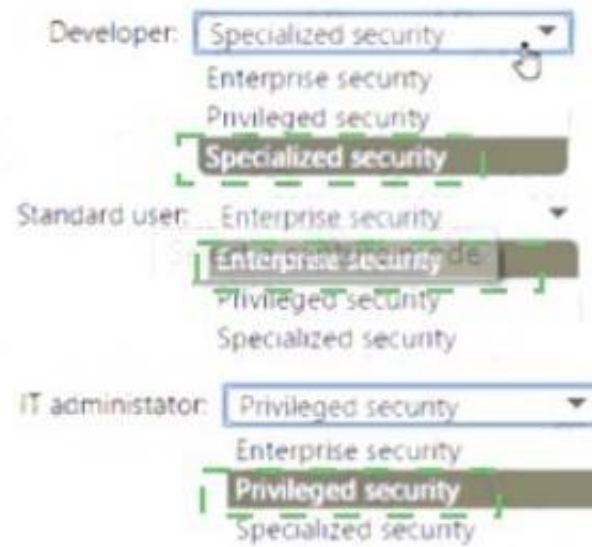 Developer: Specialized security
Enterprise security
Privileged security
Specialized security
Standard user: Enterprise security
Enterprise security
Privileged security
Specialized security
IT administator: Privileged security
Enterprise security
Privileged security
Specialized security